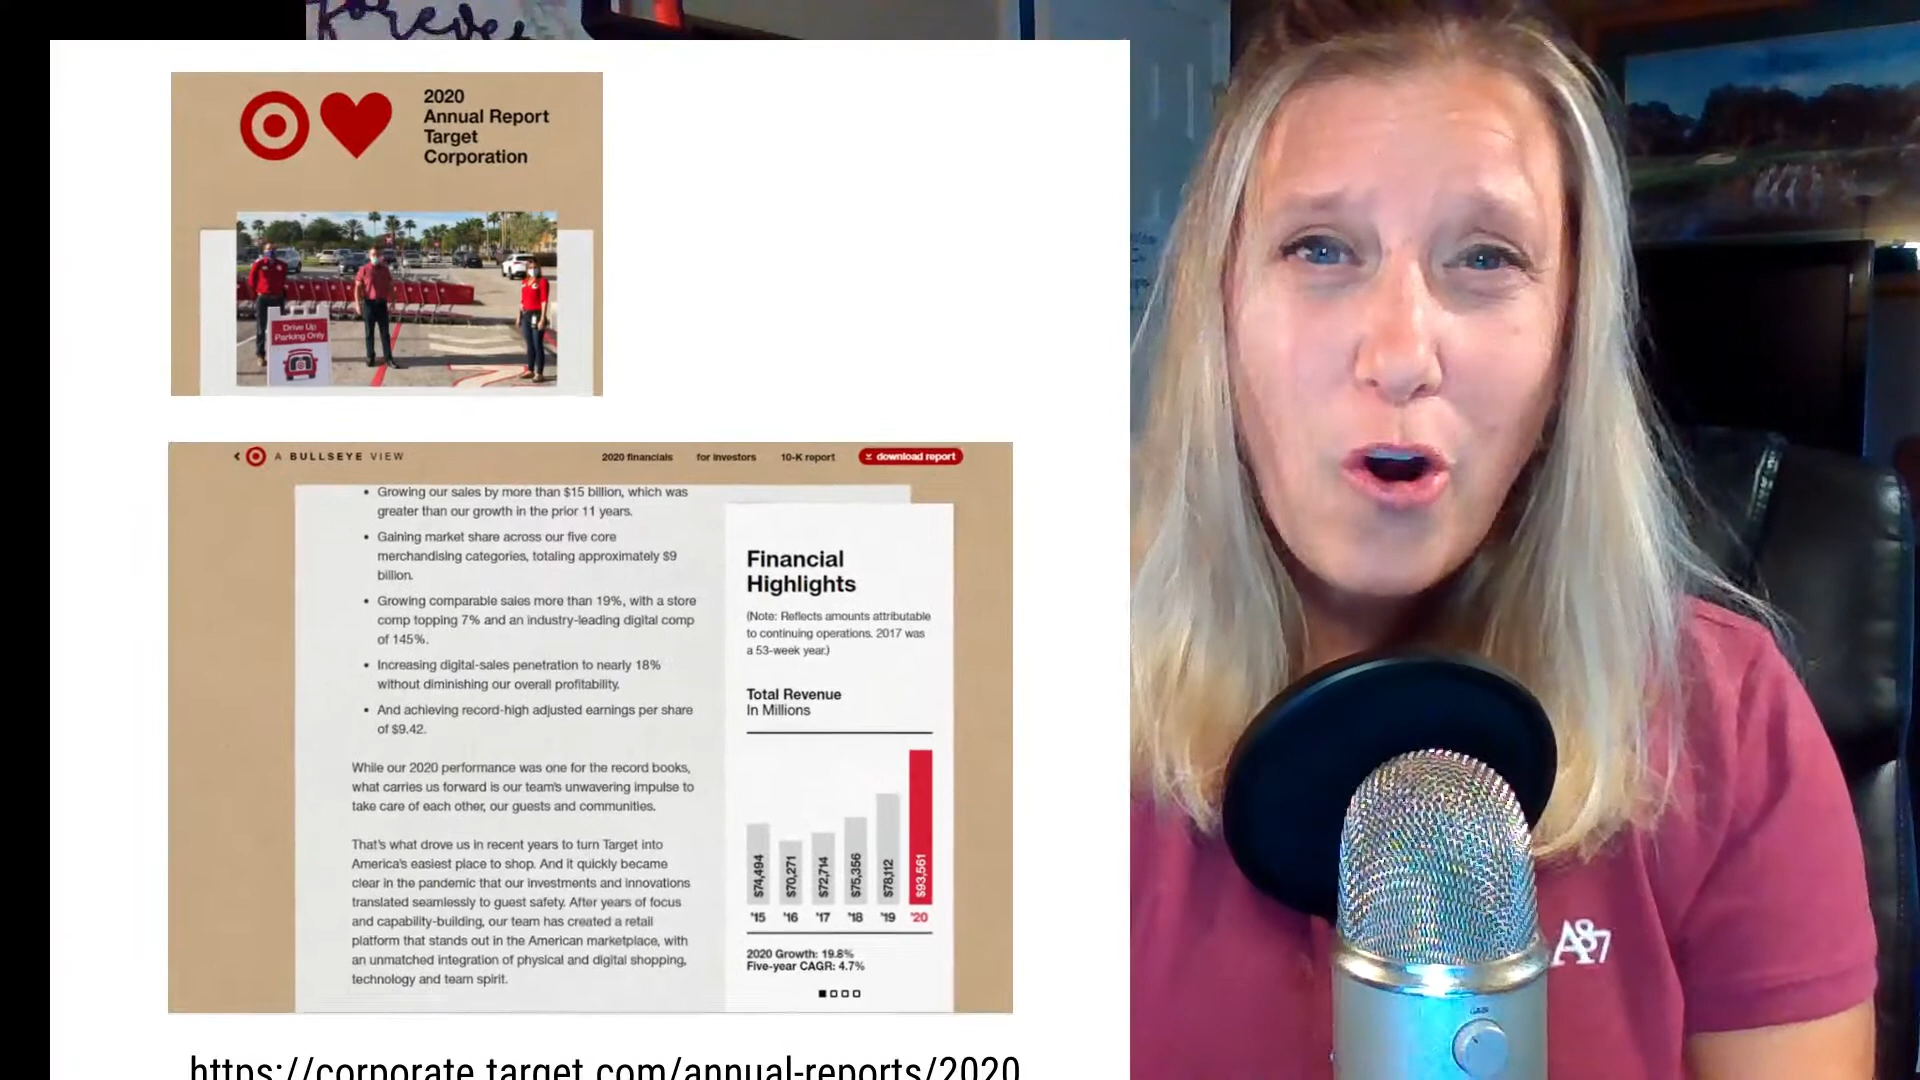 forever
2020
Annual Report
Target
Corporation
Drive Up
Parking Only
A BULLSEYE VIEW
2020 financials
for investors
10-K report
download report
• Growing our sales by more than $15 billion, which was
greater than our growth in the prior 11 years.
• Gaining market share across our five core
merchandising categories, totaling approximately $9
billion.
• Growing comparable sales more than 19%, with a store
comp topping 7% and an industry-leading digital comp
of 145%.
• Increasing digital-sales penetration to nearly 18%
without diminishing our overall profitability.
• And achieving record-high adjusted earnings per share
of $9.42.
While our 2020 performance was one for the record books,
what carries us forward is our team's unwavering impulse to
take care of each other, our guests and communities.
That's what drove us in recent years to turn Target into
America's easiest place to shop. And it quickly became
clear in the pandemic that our investments and innovations
translated seamlessly to guest safety. After years of focus
and capability-building, our team has created a retail
platform that stands out in the American marketplace, with
an unmatched integration of physical and digital shopping,
technology and team spirit.
Financial
Highlights
(Note: Reflects amounts attributable
to continuing operations. 2017 was
a 53-week year.)
Total Revenue
In Millions
$74,494
$70,271
$72,714
$75,356
$78,112
$93,561
'15 '16 '17 '18 '19 '20
2020 Growth: 19.8%
Five-year CAGR: 4.7%
https://corporate.target.com/annual-reports/2020
A87
GAIN